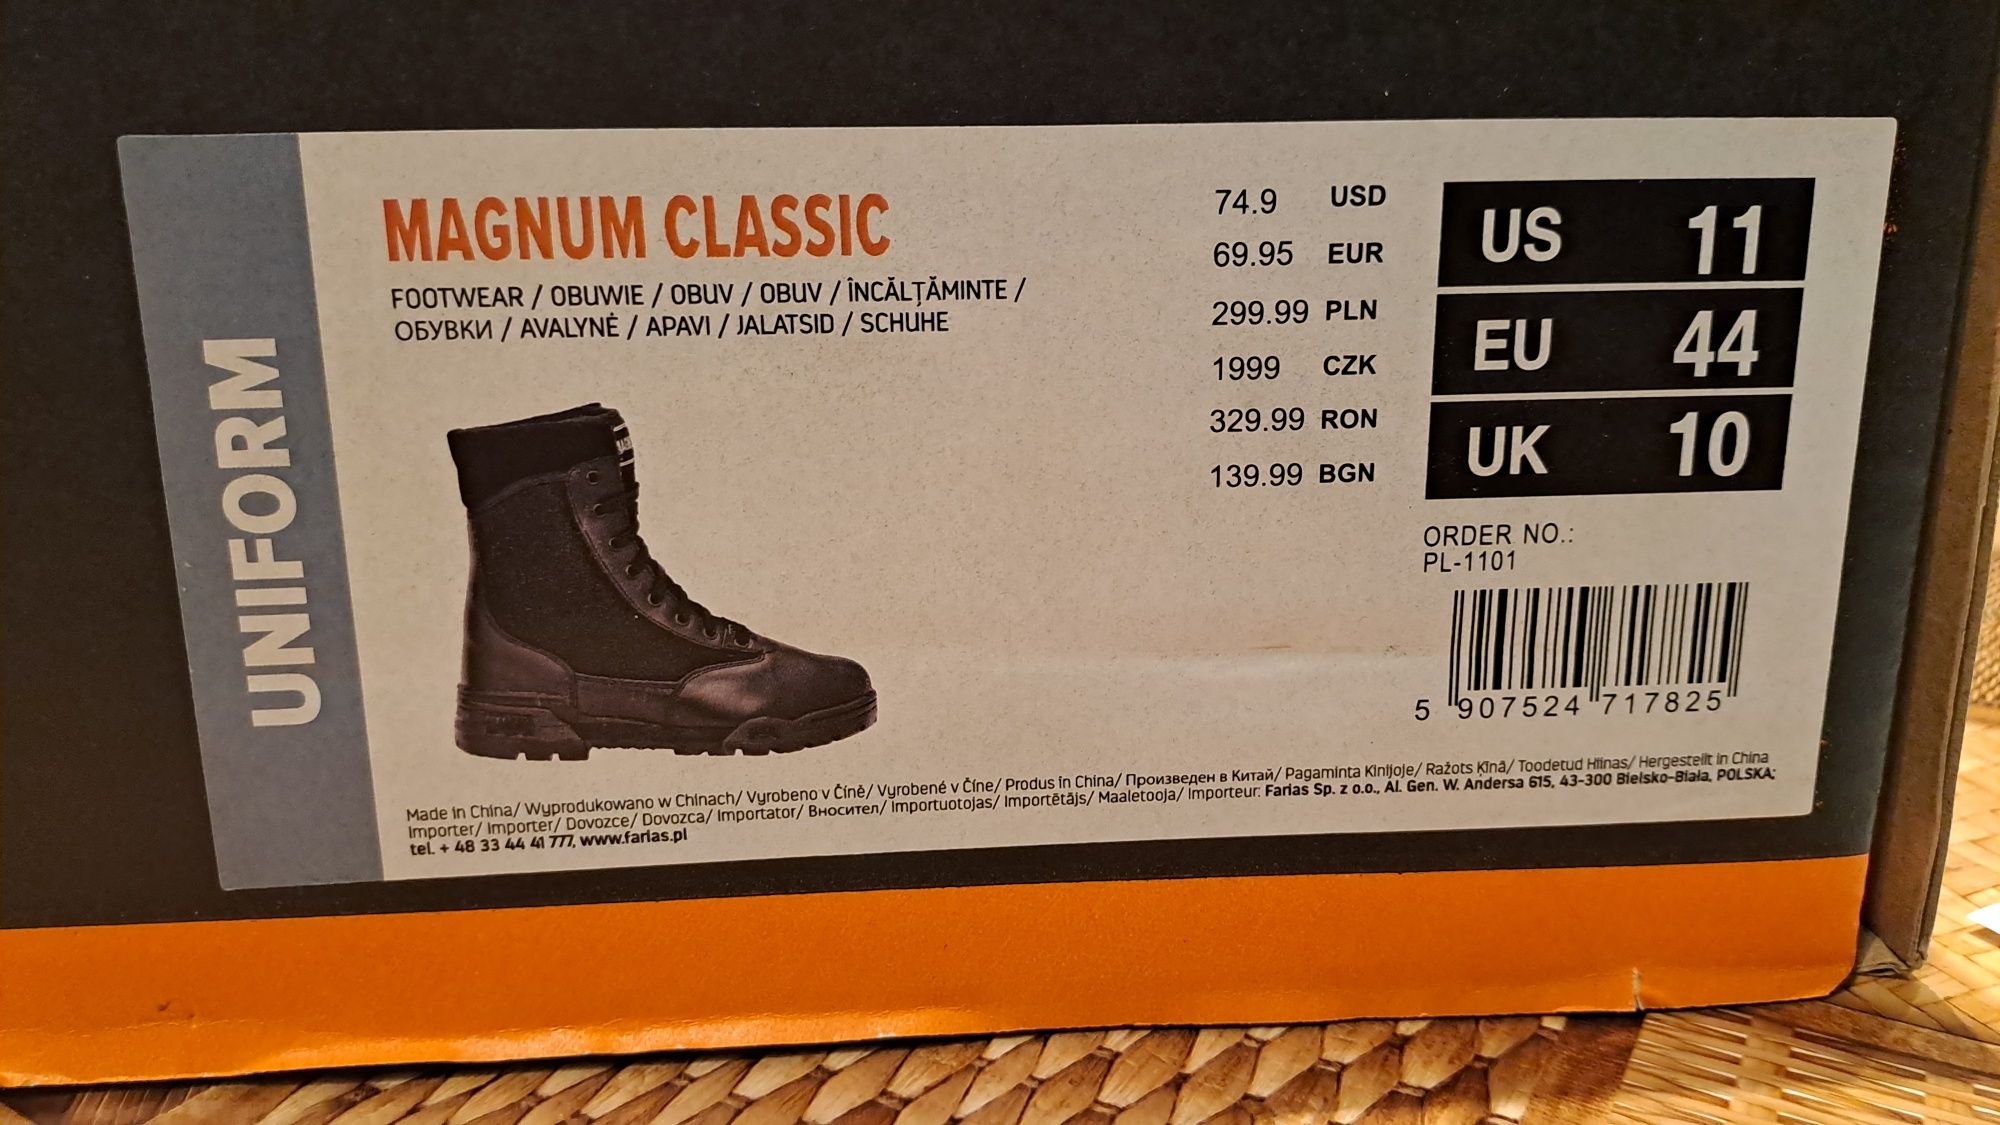 UNIFORM
MAGNUM CLASSIC
FOOTWEAR / OBUWIE / OBUV / OBUV / ÎNCĂLȚĂMINTE /
ОБУВКИ / AVALYNĖ / APAVI / JALATSID / SCHUHE
74.9 USD
69.95 EUR
299.99 PLN
1999 CZK
329.99 RON
139.99 BGN
US 11
EU 44
UK 10
ORDER NO.:
PL-1101
5 907524 717825
Made in China/ Wyprodukowano w Chinach/ Vyrobeno v Číně/ Vyrobené v Číne/ Produs în China/ Произведен в Китай/ Pagaminta Kinijoje/ Ražots Ķīnā/ Toodetud Hiinas/ Hergestellt in China
Importer/ Importer/ Dovozce/ Dovozca/ Importator/ Вносител/ Importuotojas/ Importētājs/ Maaletooja/ Importeur: Farias Sp. z o.o., Al. Gen. W. Andersa 615, 43-300 Bielsko-Biała, POLSKA;
tel. + 48 33 44 41 777, www.farias.pl